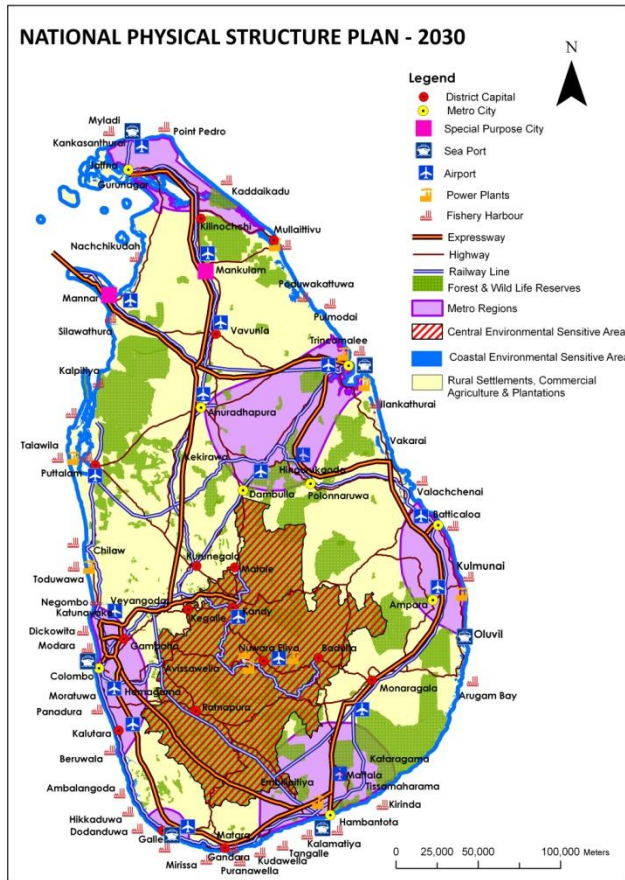 NATIONAL PHYSICAL STRUCTURE PLAN - 2030
N
Legend
District Capital
Metro City
Special Purpose City
Sea Port
Airport
Power Plants
Fishery Harbour
Expressway
Highway
Railway Line
Forest & Wild Life Reserves
Metro Regions
Central Environmental Sensitive Area
Coastal Environmental Sensitive Area
Rural Settlements, Commercial
Agriculture & Plantations
Myladi
Point Pedro
Kankasanthurai
Jaffna
Gurunagar
Kaddaikadu
Kilinochchi
Mullaittivu
Nachchikudah
Mankulam
Mannar
Paduwakattuwa
Pulmodai
Silawathura
Vavunia
Trincomalee
Kalpitiya
Anuradhapura
Ilankathurai
Vakarai
Talawila
Kekirawa
Puttalam
Hingurukgoda
Dambulla
Polonnaruwa
Valachchenai
Batticaloa
Chilaw
Kurunegala
Matale
Kulmunai
Toduwawa
Negombo
Veyangoda
Katunayake
Kegalle
Kandy
Ampara
Dickowita
Gampaha
Oluvil
Modara
Nuwara Eliya
Badulla
Avissawella
Colombo
Monaragala
Homagama
Arugam Bay
Moratuwa
Panadura
Ratnapura
Kalutara
Beruwala
Kataragama
Mattala
Embilipitiya
Tissamaharama
Ambalangoda
Kirinda
Hikkaduwa
Hambantota
Dodanduwa
Matara
Kalamatiya
Galle
Gandara
Tangalle
Kudawella
Mirissa
Puranawella
0 25,000 50,000 100,000 Meters